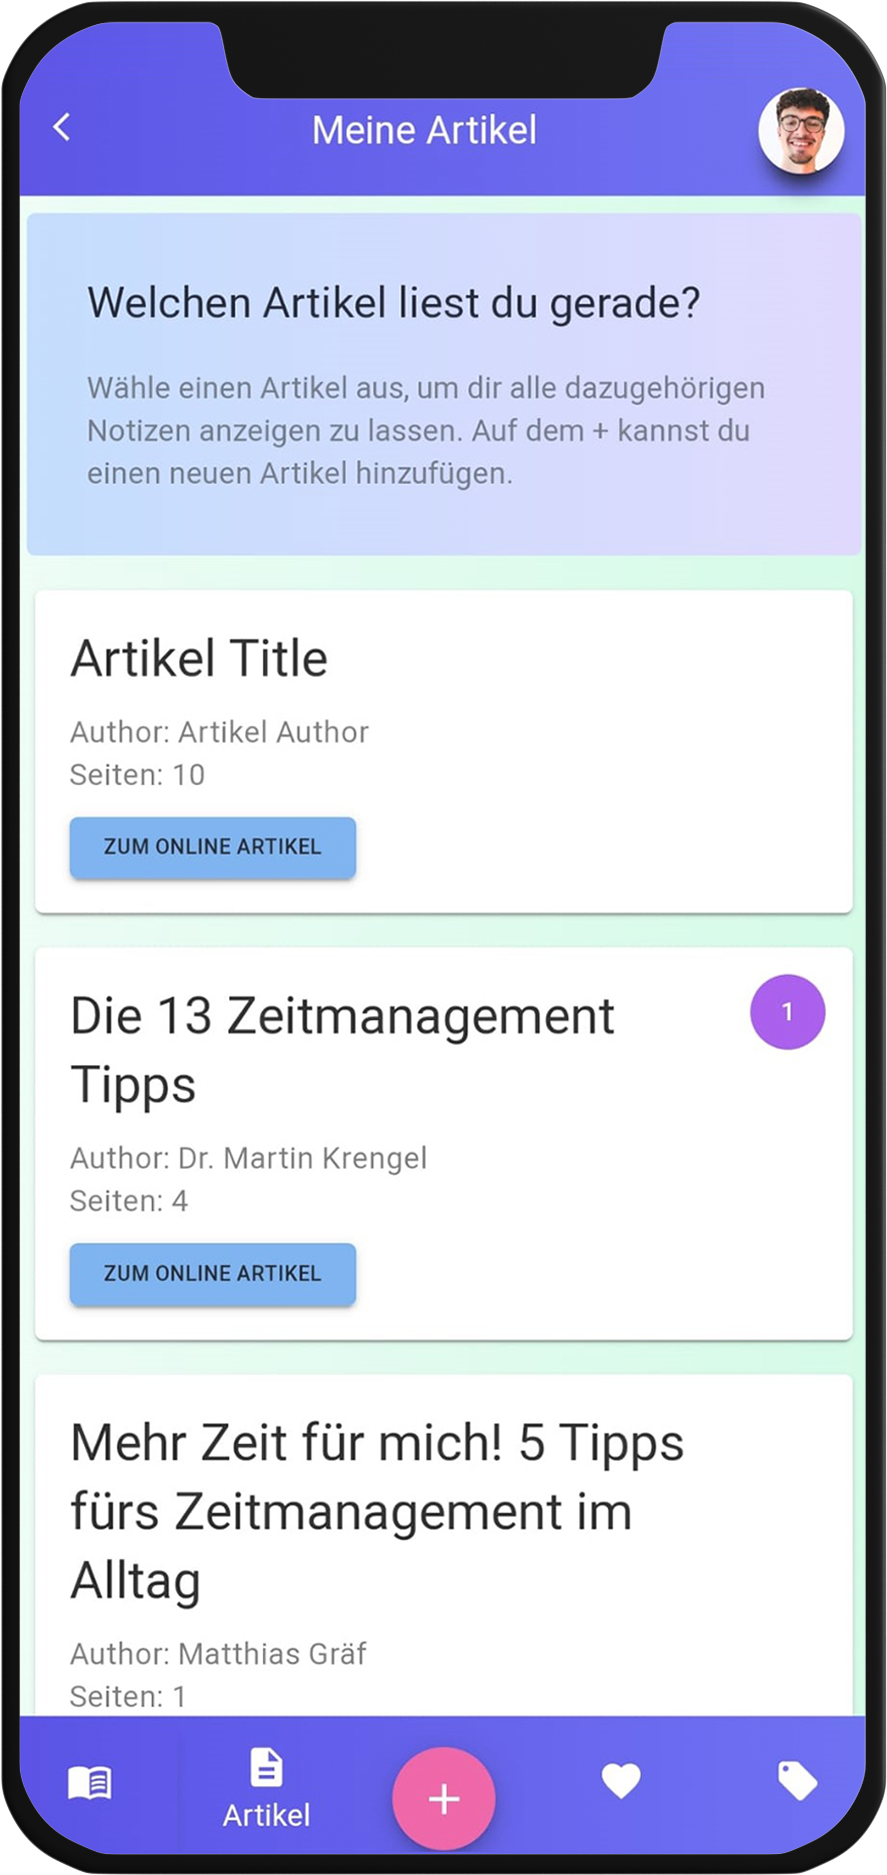 Meine Artikel
Welchen Artikel liest du gerade?
Wähle einen Artikel aus, um dir alle dazugehörigen
Notizen anzeigen zu lassen. Auf dem + kannst du
einen neuen Artikel hinzufügen.
Artikel Title
Author: Artikel Author
Seiten: 10
ZUM ONLINE ARTIKEL
Die 13 Zeitmanagement
Tipps
1
Author: Dr. Martin Krengel
Seiten: 4
ZUM ONLINE ARTIKEL
Mehr Zeit für mich! 5 Tipps
fürs Zeitmanagement im
Alltag
Author: Matthias Gräf
Seiten: 1
Artikel
+